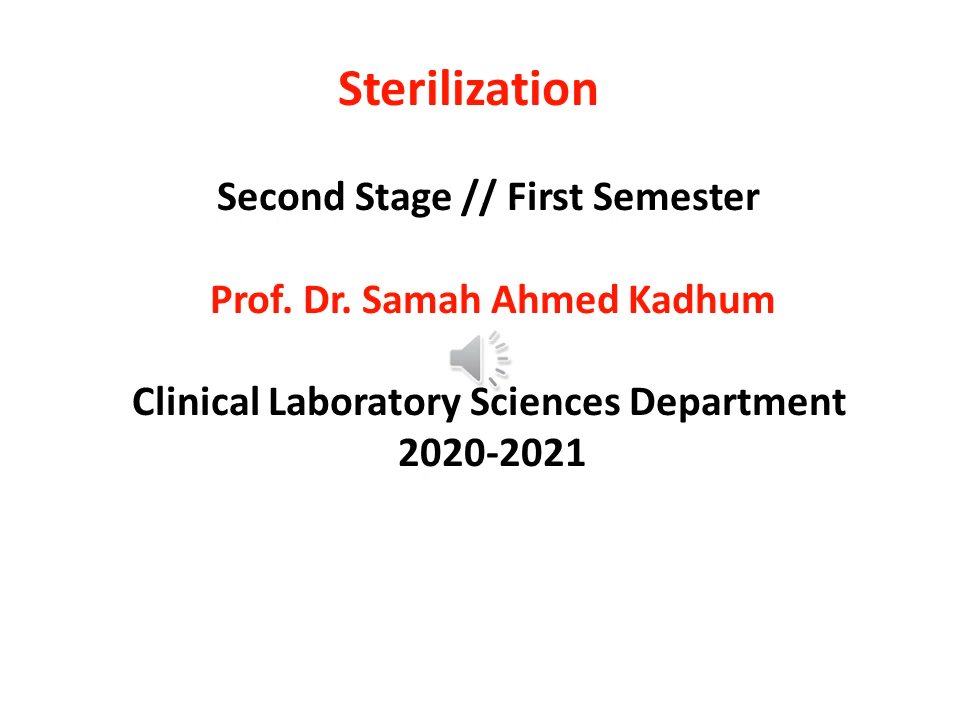 Sterilization
Second Stage // First Semester
Prof. Dr. Samah Ahmed Kadhum
Clinical Laboratory Sciences Department
2020-2021